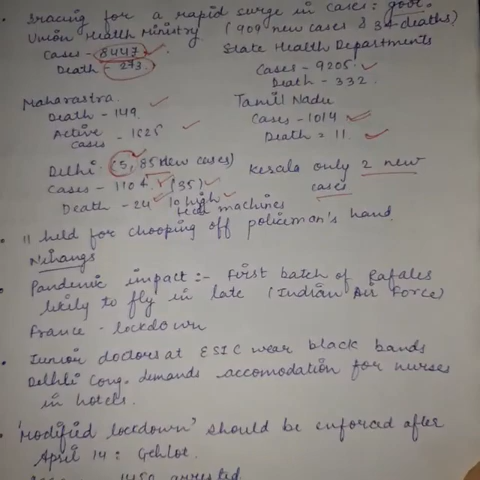 Bracing for a rapid surge in cases: govt.
Union Health Ministry (909 new cases & 34 deaths)
Cases - 8447
Death - 273
State Health Departments
Cases - 9205
Death - 332
Maharastra
Death - 149
Active cases - 1625
Tamil Nadu
Cases - 1014
Death = 11
Delhi (5, 85 new cases)
Cases - 1104 (35)
Death - 24
10 high
machines
Kerala only 2 new
cases
11 held for chooping off policeman's hand
Nihangs
Pandemic impact :- First batch of Rafales
likely to fly in late (Indian Air Force)
France - lockdown
Junior doctors at ESIC wear black bands
Delhi Cong. demands accomodation for nurses
in hotels.
'Modified lockdown' should be enforced after
April 14 : Gehlot.
1450 arrested